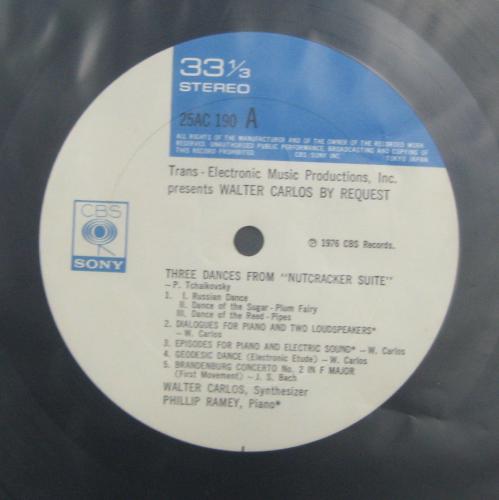 33 1/3
STEREO
25AC 190 A
ALL RIGHTS OF THE MANUFACTURER AND OF THE OWNER OF THE RECORDED WORK
RESERVED. UNAUTHORISED PUBLIC PERFORMANCE, BROADCASTING AND COPYING OF
THIS RECORD PROHIBITED CBS SONY INC TOKYO JAPAN
Trans-Electronic Music Productions, Inc.
presents WALTER CARLOS BY REQUEST
CBS
SONY
℗ 1976 CBS Records.
THREE DANCES FROM "NUTCRACKER SUITE"
—P. Tchaikovsky
1. I. Russian Dance
II. Dance of the Sugar-Plum Fairy
III. Dance of the Reed-Pipes
2. DIALOGUES FOR PIANO AND TWO LOUDSPEAKERS*
—W. Carlos
3. EPISODES FOR PIANO AND ELECTRIC SOUND* —W. Carlos
4. GEODESIC DANCE (Electronic Etude) —W. Carlos
5. BRANDENBURG CONCERTO No. 2 IN F MAJOR
(First Movement) —J. S. Bach
WALTER CARLOS, Synthesizer
PHILLIP RAMEY, Piano*